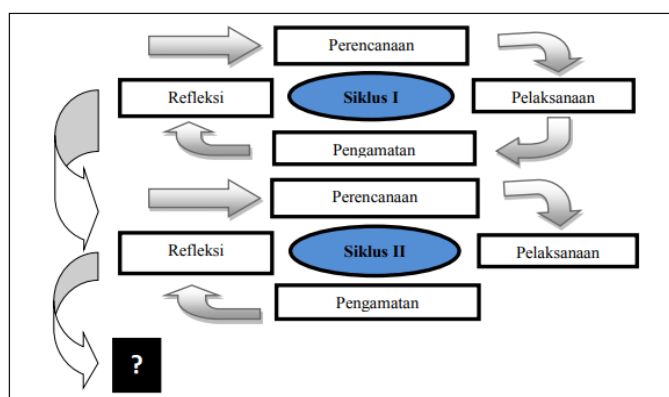 Perencanaan
Refleksi
Siklus I
Pelaksanaan
Pengamatan
Perencanaan
Refleksi
Siklus II
Pelaksanaan
Pengamatan
?